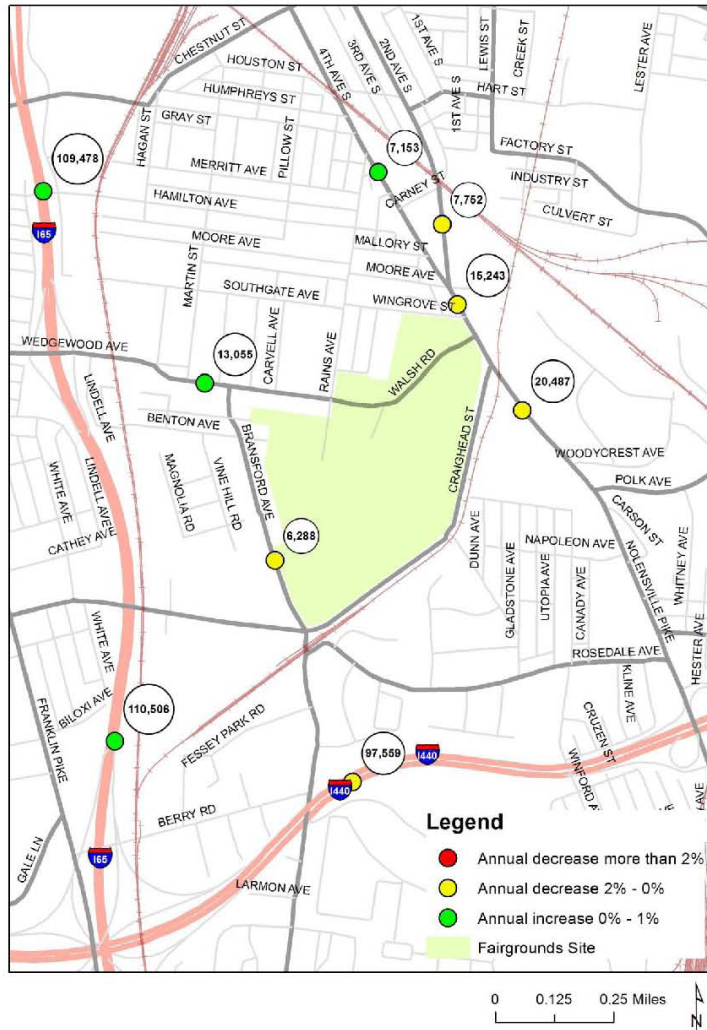 CHESTNUT ST
HOUSTON ST
HUMPHREYS ST
GRAY ST
HAGAN ST
PILLOW ST
MERRITT AVE
HAMILTON AVE
4TH AVE S
3RD AVE S
2ND AVE S
1ST AVE S
1ST AVE S
LEWIS ST
CREEK ST
LESTER AVE
HART ST
FACTORY ST
INDUSTRY ST
CULVERT ST
7,153
109,478
CARNEY ST
7,752
I65
MOORE AVE
MALLORY ST
MOORE AVE
15,243
MARTIN ST
SOUTHGATE AVE
WINGROVE ST
WEDGEWOOD AVE
13,055
CARVELL AVE
RAINS AVE
WALSH RD
20,487
LINDELL AVE
BENTON AVE
BRANSFORD AVE
CRAIGHEAD ST
WOODYCREST AVE
POLK AVE
WHITE AVE
LINDELL AVE
MAGNOLIA RD
VINE HILL RD
CARSON ST
CATHEY AVE
6,288
DUNN AVE
NAPOLEON AVE
GLADSTONE AVE
UTOPIA AVE
CANADY AVE
NOLENSVILLE PIKE
WHITNEY AVE
WHITE AVE
ROSEDALE AVE
HESTER AVE
KLINE AVE
BILOXI AVE
110,506
FRANKLIN PIKE
FESSEY PARK RD
CRUZEN ST
WINFORD A
97,559
I440
I440
BERRY RD
GALE LN
I65
LARMON AVE
AVE
Legend
Annual decrease more than 2%
Annual decrease 2% - 0%
Annual increase 0% - 1%
Fairgrounds Site
0 0.125 0.25 Miles
N